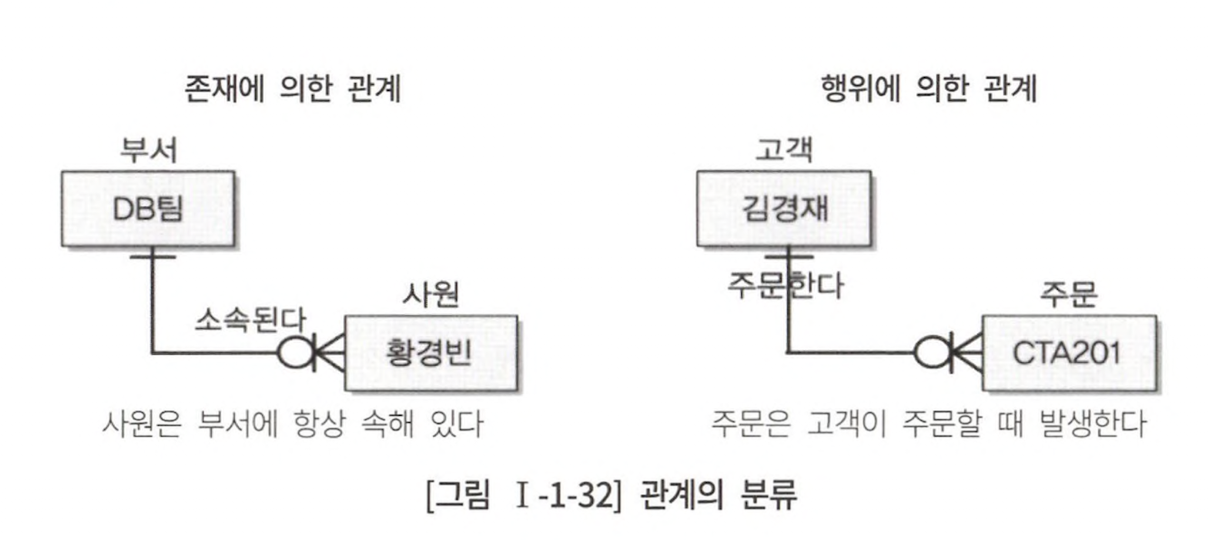 존재에 의한 관계
부서
DB팀
소속된다
사원
황경빈
사원은 부서에 항상 속해 있다
행위에 의한 관계
고객
김경재
주문한다
주문
CTA201
주문은 고객이 주문할 때 발생한다
[그림 Ⅰ-1-32] 관계의 분류